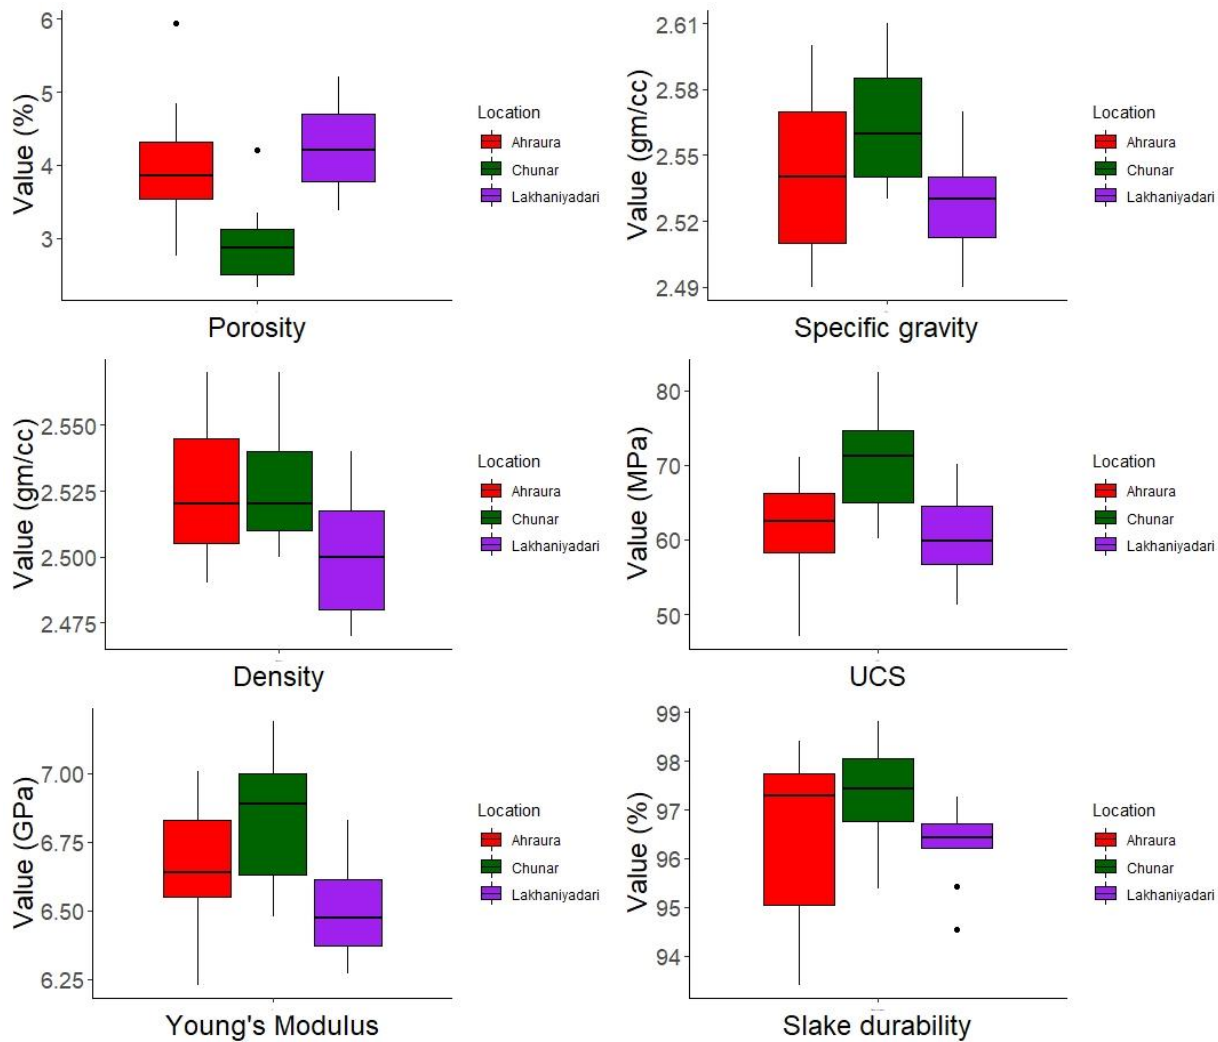 Value (%)
6
5
4
3
Porosity
Location
Ahraura
Chunar
Lakhaniyadari
Value (gm/cc)
2.61
2.58
2.55
2.52
2.49
Specific gravity
Location
Ahraura
Chunar
Lakhaniyadari
Value (gm/cc)
2.550
2.525
2.500
2.475
Density
Location
Ahraura
Chunar
Lakhaniyadari
Value (MPa)
80
70
60
50
UCS
Location
Ahraura
Chunar
Lakhaniyadari
Value (GPa)
7.00
6.75
6.50
6.25
Young's Modulus
Location
Ahraura
Chunar
Lakhaniyadari
Value (%)
99
98
97
96
95
94
Slake durability
Location
Ahraura
Chunar
Lakhaniyadari